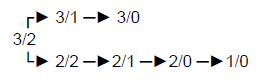 ┌► 3/1 ─► 3/0
3/2
└► 2/2 ─► 2/1 ─► 2/0 ─► 1/0